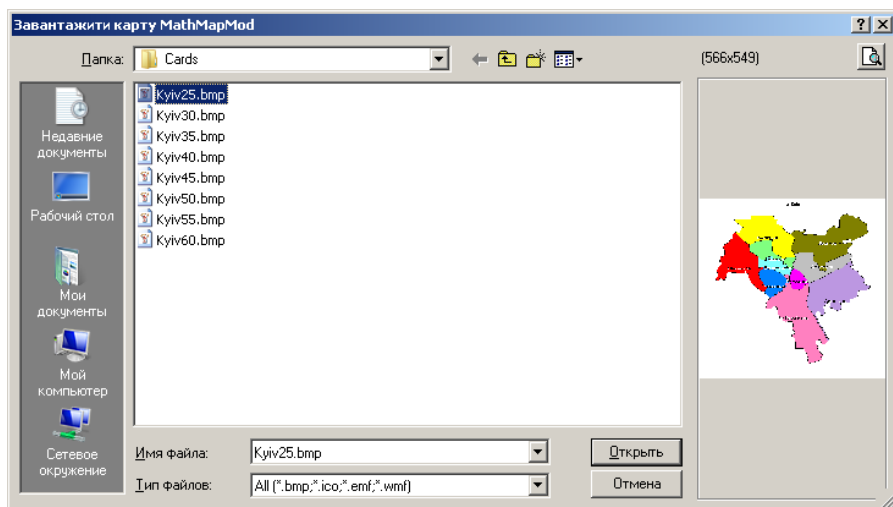 Завантажити карту MathMapMod
Папка: Cards (566x549)
Kyiv25.bmp
Kyiv30.bmp
Kyiv35.bmp
Kyiv40.bmp
Kyiv45.bmp
Kyiv50.bmp
Kyiv55.bmp
Kyiv60.bmp
Недавние
документы
Рабочий стол
Мои
документы
Мой
компьютер
Сетевое
окружение
Имя файла: Kyiv25.bmp Открыть
Тип файлов: All (*.bmp;*.ico;*.emf;*.wmf) Отмена